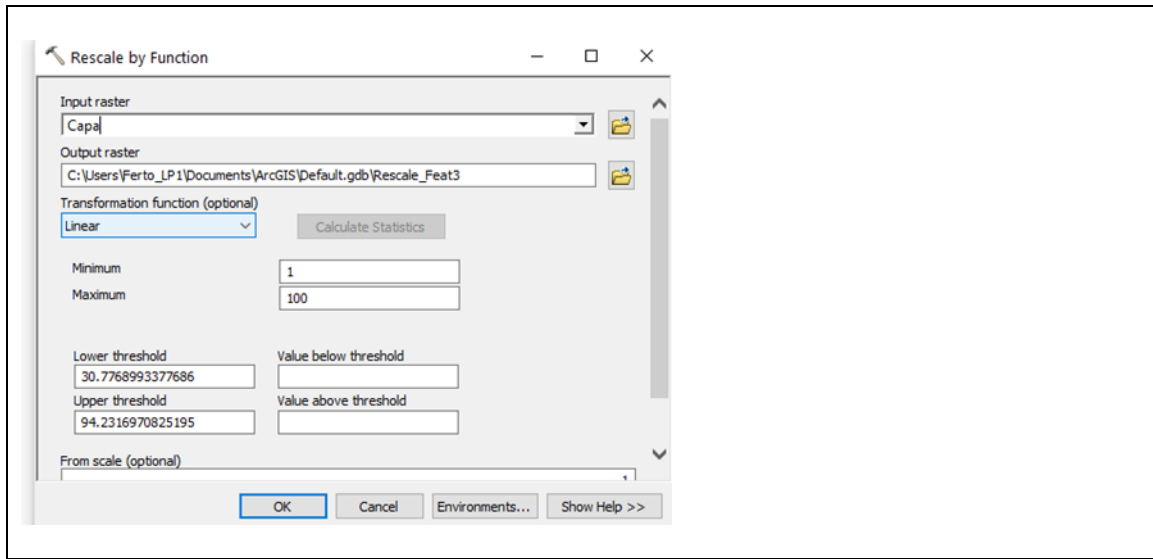 Rescale by Function
Input raster
Capa
Output raster
C:\Users\Ferto_LP1\Documents\ArcGIS\Default.gdb\Rescale_Feat3
Transformation function (optional)
Linear Calculate Statistics
Minimum 1
Maximum 100
Lower threshold Value below threshold
30.7768993377686
Upper threshold Value above threshold
94.2316970825195
From scale (optional)
1
OK Cancel Environments... Show Help >>